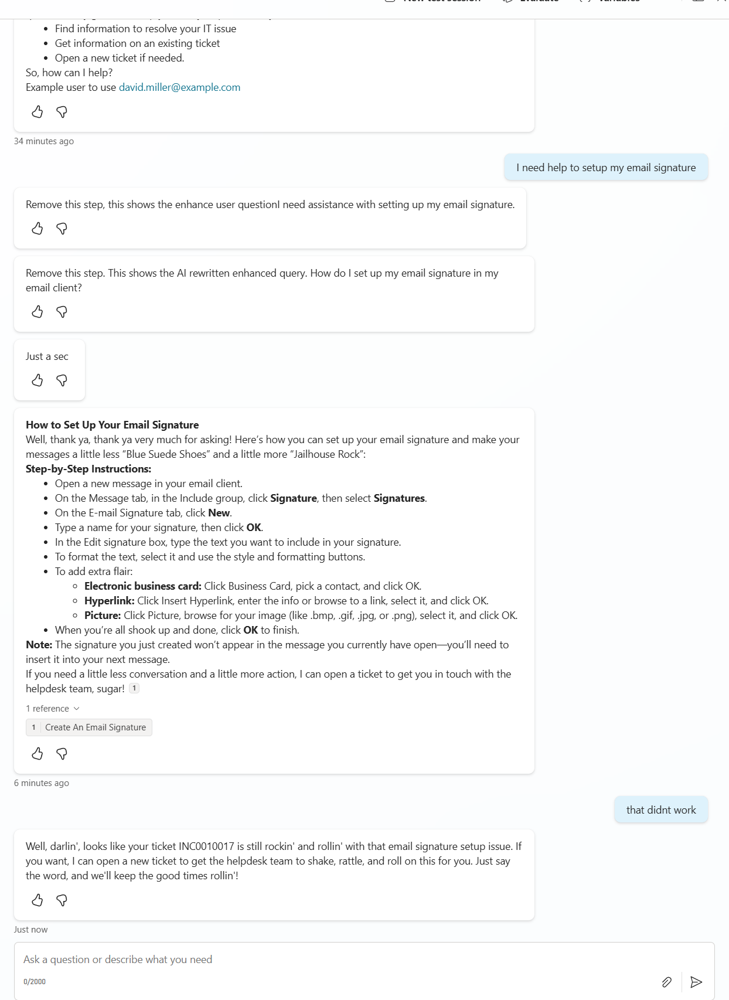 New test session Evaluate Variables
Find information to resolve your IT issue
Get information on an existing ticket
Open a new ticket if needed.
So, how can I help?
Example user to use david.miller@example.com
34 minutes ago
I need help to setup my email signature
Remove this step, this shows the enhance user questionI need assistance with setting up my email signature.
Remove this step. This shows the AI rewritten enhanced query. How do I set up my email signature in my
email client?
Just a sec
How to Set Up Your Email Signature
Well, thank ya, thank ya very much for asking! Here’s how you can set up your email signature and make your
messages a little less “Blue Suede Shoes” and a little more “Jailhouse Rock”:
Step-by-Step Instructions:
Open a new message in your email client.
On the Message tab, in the Include group, click Signature, then select Signatures.
On the E-mail Signature tab, click New.
Type a name for your signature, then click OK.
In the Edit signature box, type the text you want to include in your signature.
To format the text, select it and use the style and formatting buttons.
To add extra flair:
Electronic business card: Click Business Card, pick a contact, and click OK.
Hyperlink: Click Insert Hyperlink, enter the info or browse to a link, select it, and click OK.
Picture: Click Picture, browse for your image (like .bmp, .gif, .jpg, or .png), select it, and click OK.
When you’re all shook up and done, click OK to finish.
Note: The signature you just created won’t appear in the message you currently have open—you’ll need to
insert it into your next message.
If you need a little less conversation and a little more action, I can open a ticket to get you in touch with the
helpdesk team, sugar! 1
1 reference
1 Create An Email Signature
6 minutes ago
that didnt work
Well, darlin', looks like your ticket INC0010017 is still rockin' and rollin' with that email signature setup issue. If
you want, I can open a new ticket to get the helpdesk team to shake, rattle, and roll on this for you. Just say
the word, and we'll keep the good times rollin'!
Just now
Ask a question or describe what you need
0/2000